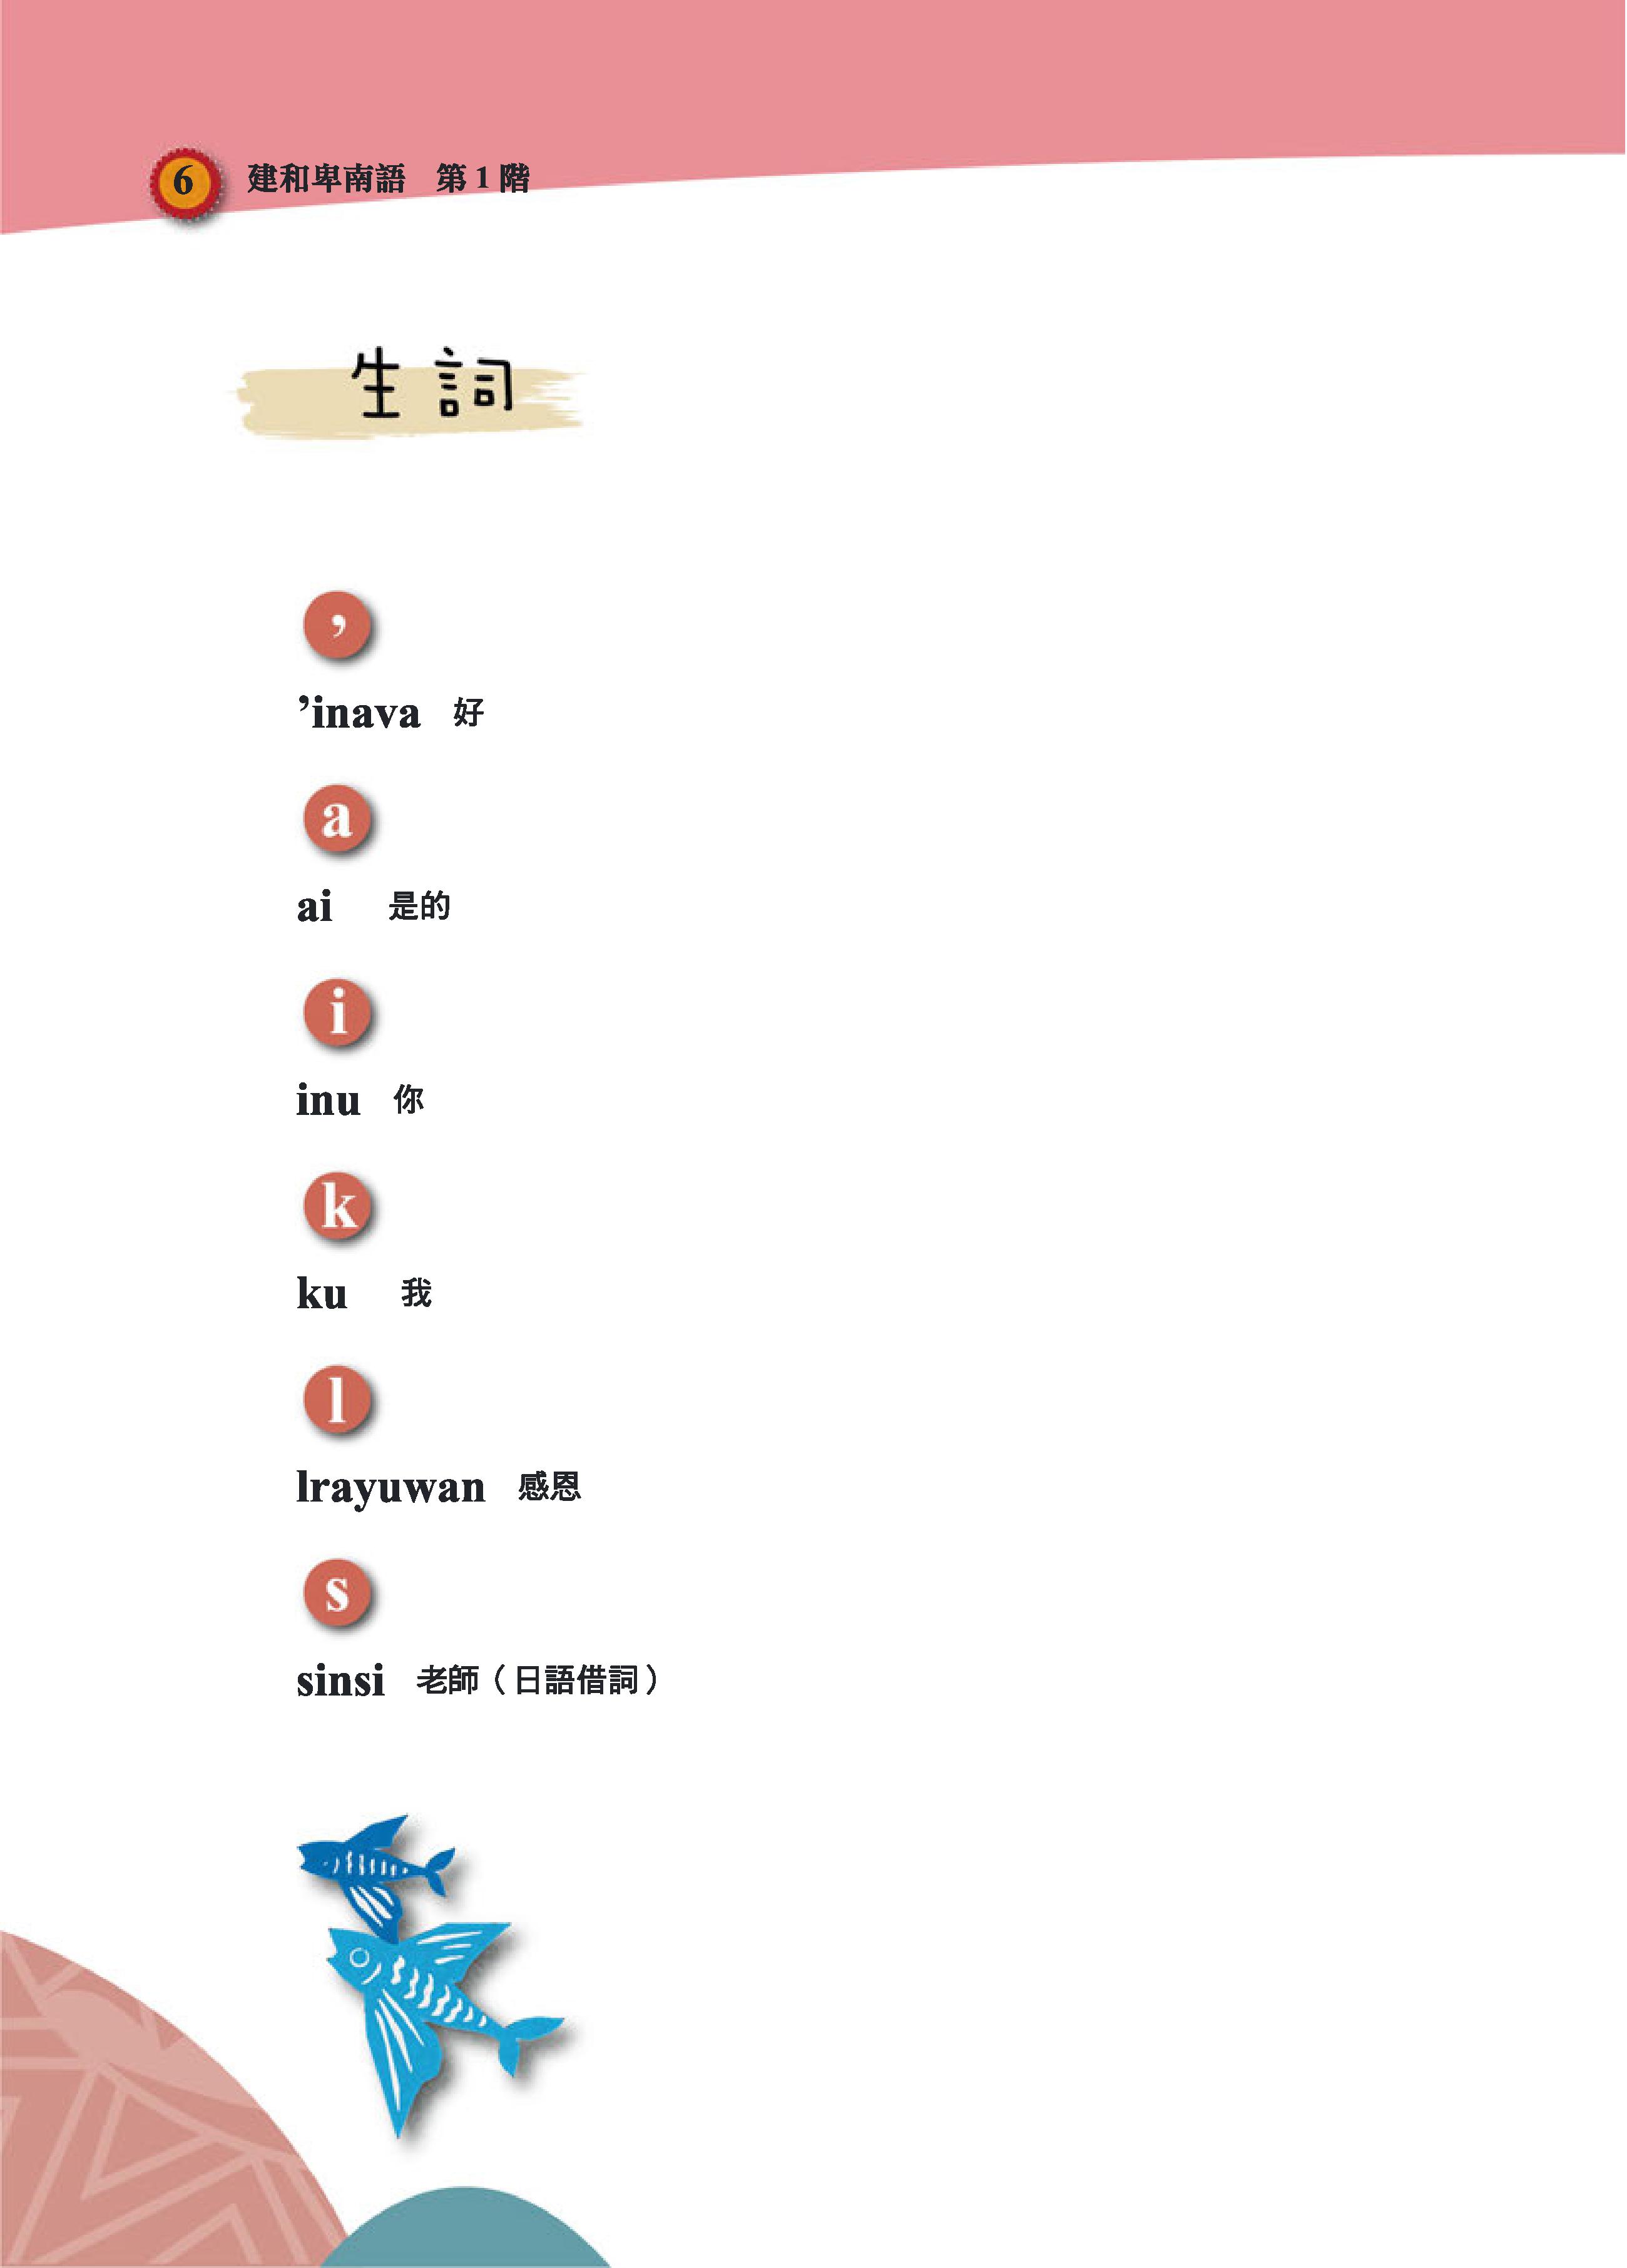 6 建和卑南語 第1階
生詞
’
’inava 好
a
ai 是的
i
inu 你
k
ku 我
l
lrayuwan 感恩
s
sinsi 老師（日語借詞）